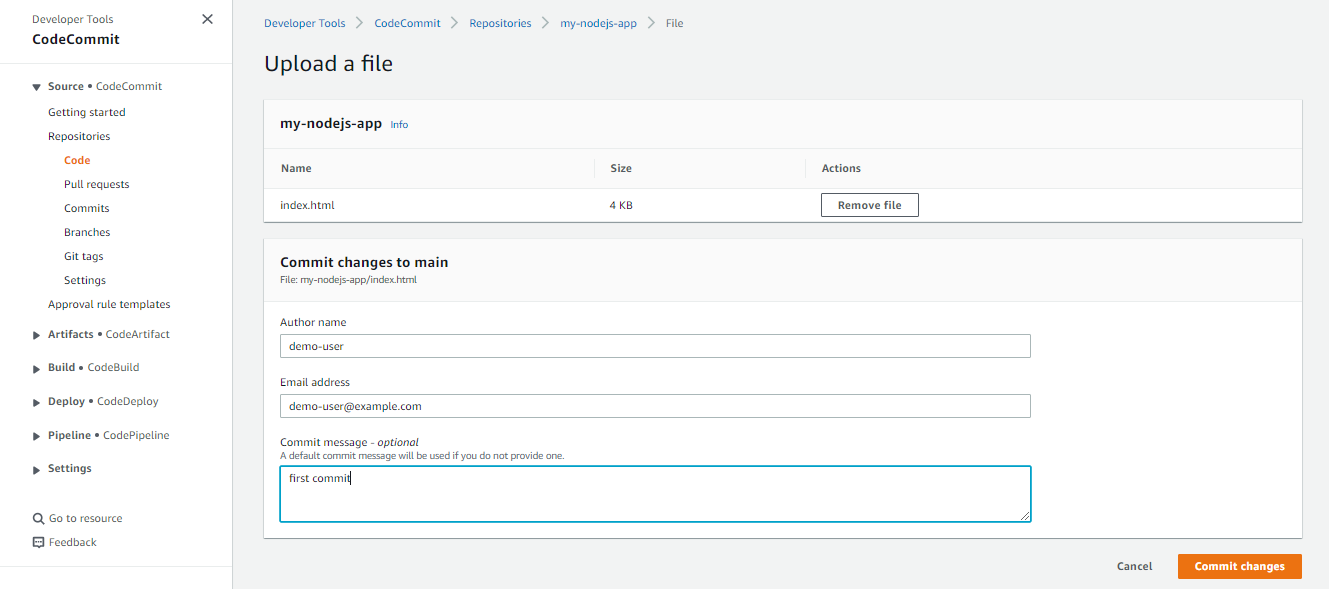 Developer Tools
CodeCommit
Source • CodeCommit
Getting started
Repositories
Code
Pull requests
Commits
Branches
Git tags
Settings
Approval rule templates
Artifacts • CodeArtifact
Build • CodeBuild
Deploy • CodeDeploy
Pipeline • CodePipeline
Settings
Go to resource
Feedback
Developer Tools > CodeCommit > Repositories > my-nodejs-app > File
Upload a file
my-nodejs-app Info
Name Size Actions
index.html 4 KB Remove file
Commit changes to main
File: my-nodejs-app/index.html
Author name
demo-user
Email address
demo-user@example.com
Commit message - optional
A default commit message will be used if you do not provide one.
first commit
Cancel Commit changes